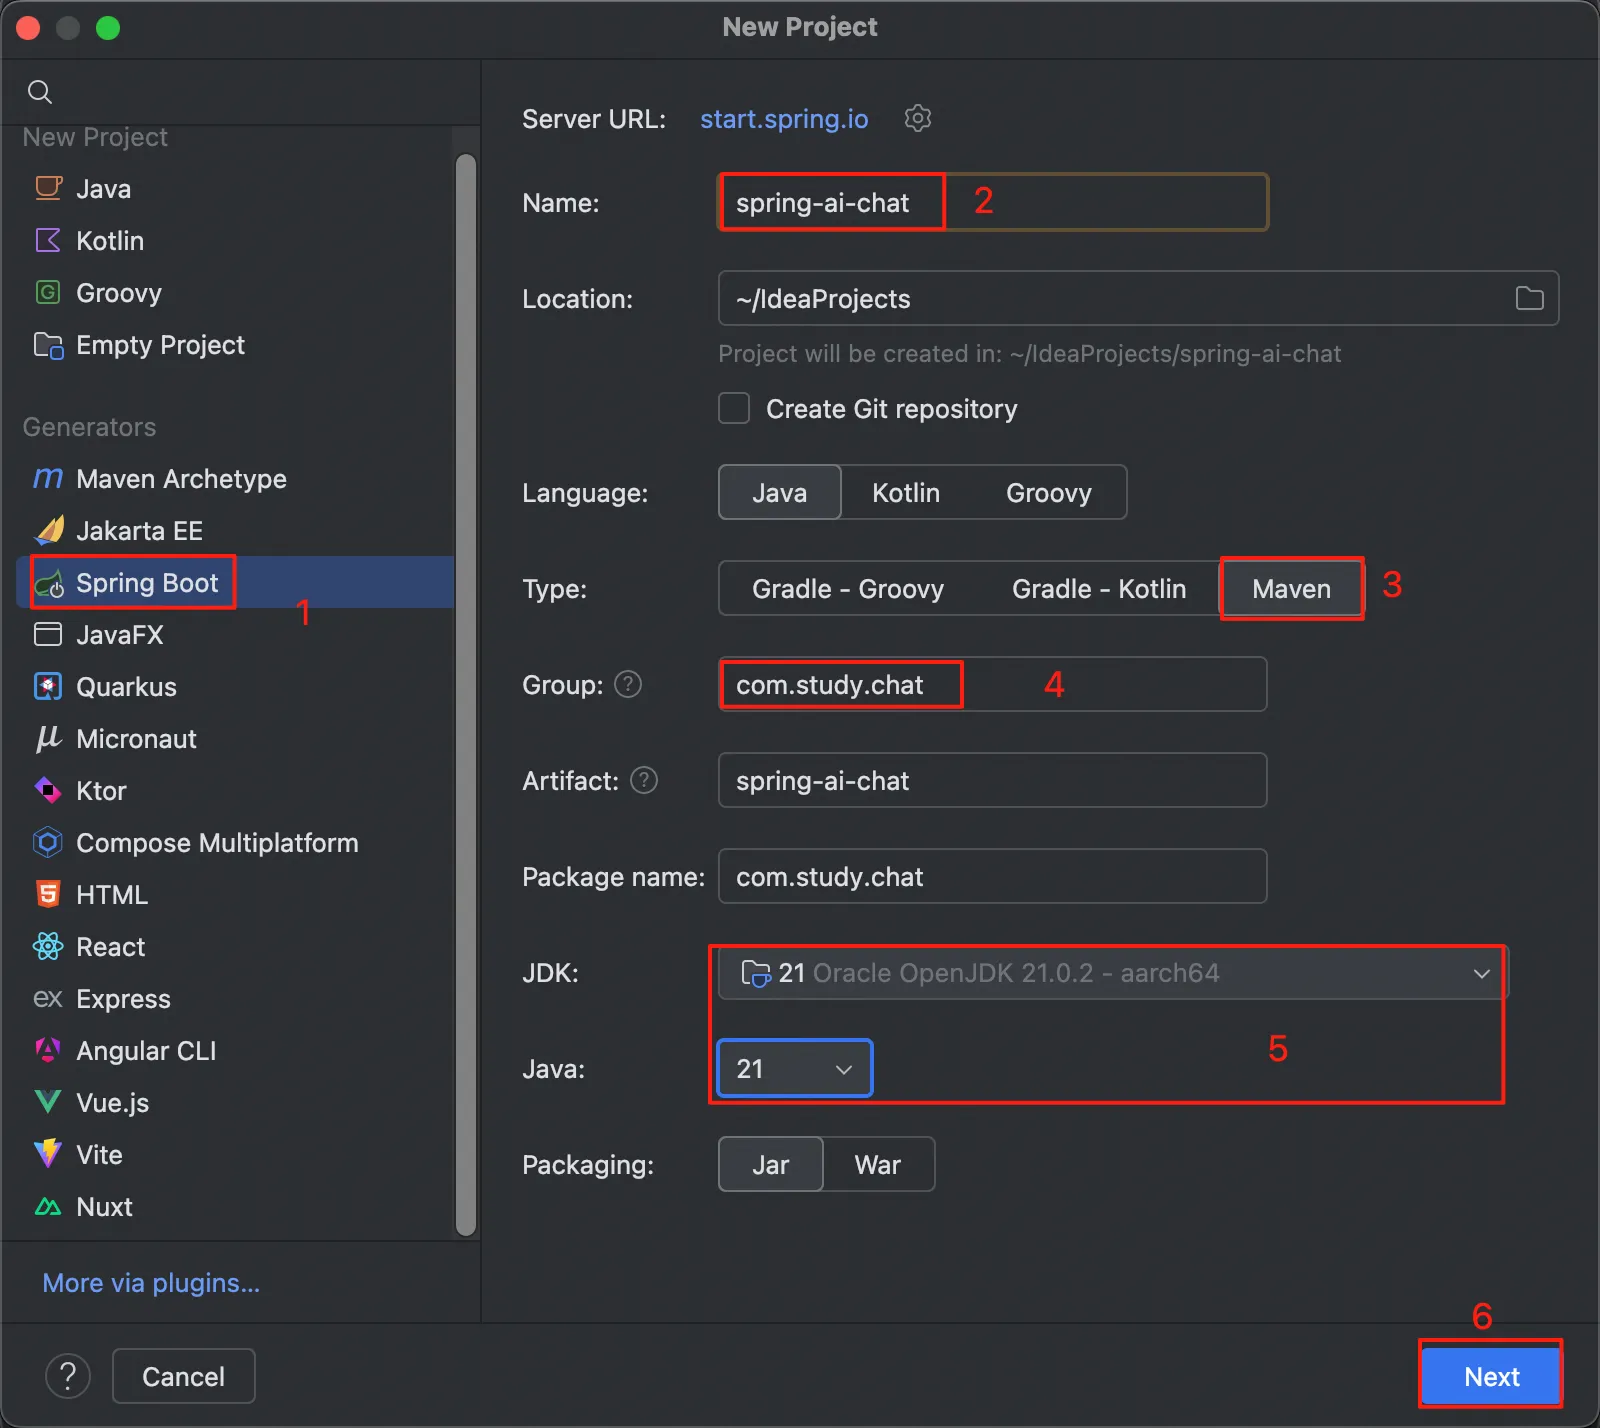 New Project
New Project
Java
Kotlin
Groovy
Empty Project
Generators
Maven Archetype
Jakarta EE
Spring Boot
1
JavaFX
Quarkus
Micronaut
Ktor
Compose Multiplatform
HTML
React
ex Express
Angular CLI
Vue.js
Vite
Nuxt
More via plugins...
Server URL: start.spring.io
Name: spring-ai-chat 2
Location: ~/IdeaProjects
Project will be created in: ~/IdeaProjects/spring-ai-chat
Create Git repository
Language: Java Kotlin Groovy
Type: Gradle - Groovy Gradle - Kotlin Maven 3
Group: ? com.study.chat 4
Artifact: ? spring-ai-chat
Package name: com.study.chat
JDK: 21 Oracle OpenJDK 21.0.2 - aarch64
5
Java: 21
Packaging: Jar War
6
? Cancel Next